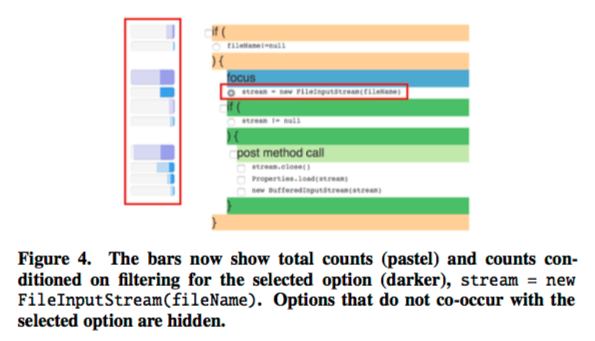 if (
fileName!=null
) {
focus
stream = new FileInputStream(fileName)
if (
stream != null
) {
post method call
stream.close()
Properties.load(stream)
new BufferedInputStream(stream)
}
}
Figure 4. The bars now show total counts (pastel) and counts con-
ditioned on filtering for the selected option (darker), stream = new
FileInputStream(fileName). Options that do not co-occur with the
selected option are hidden.